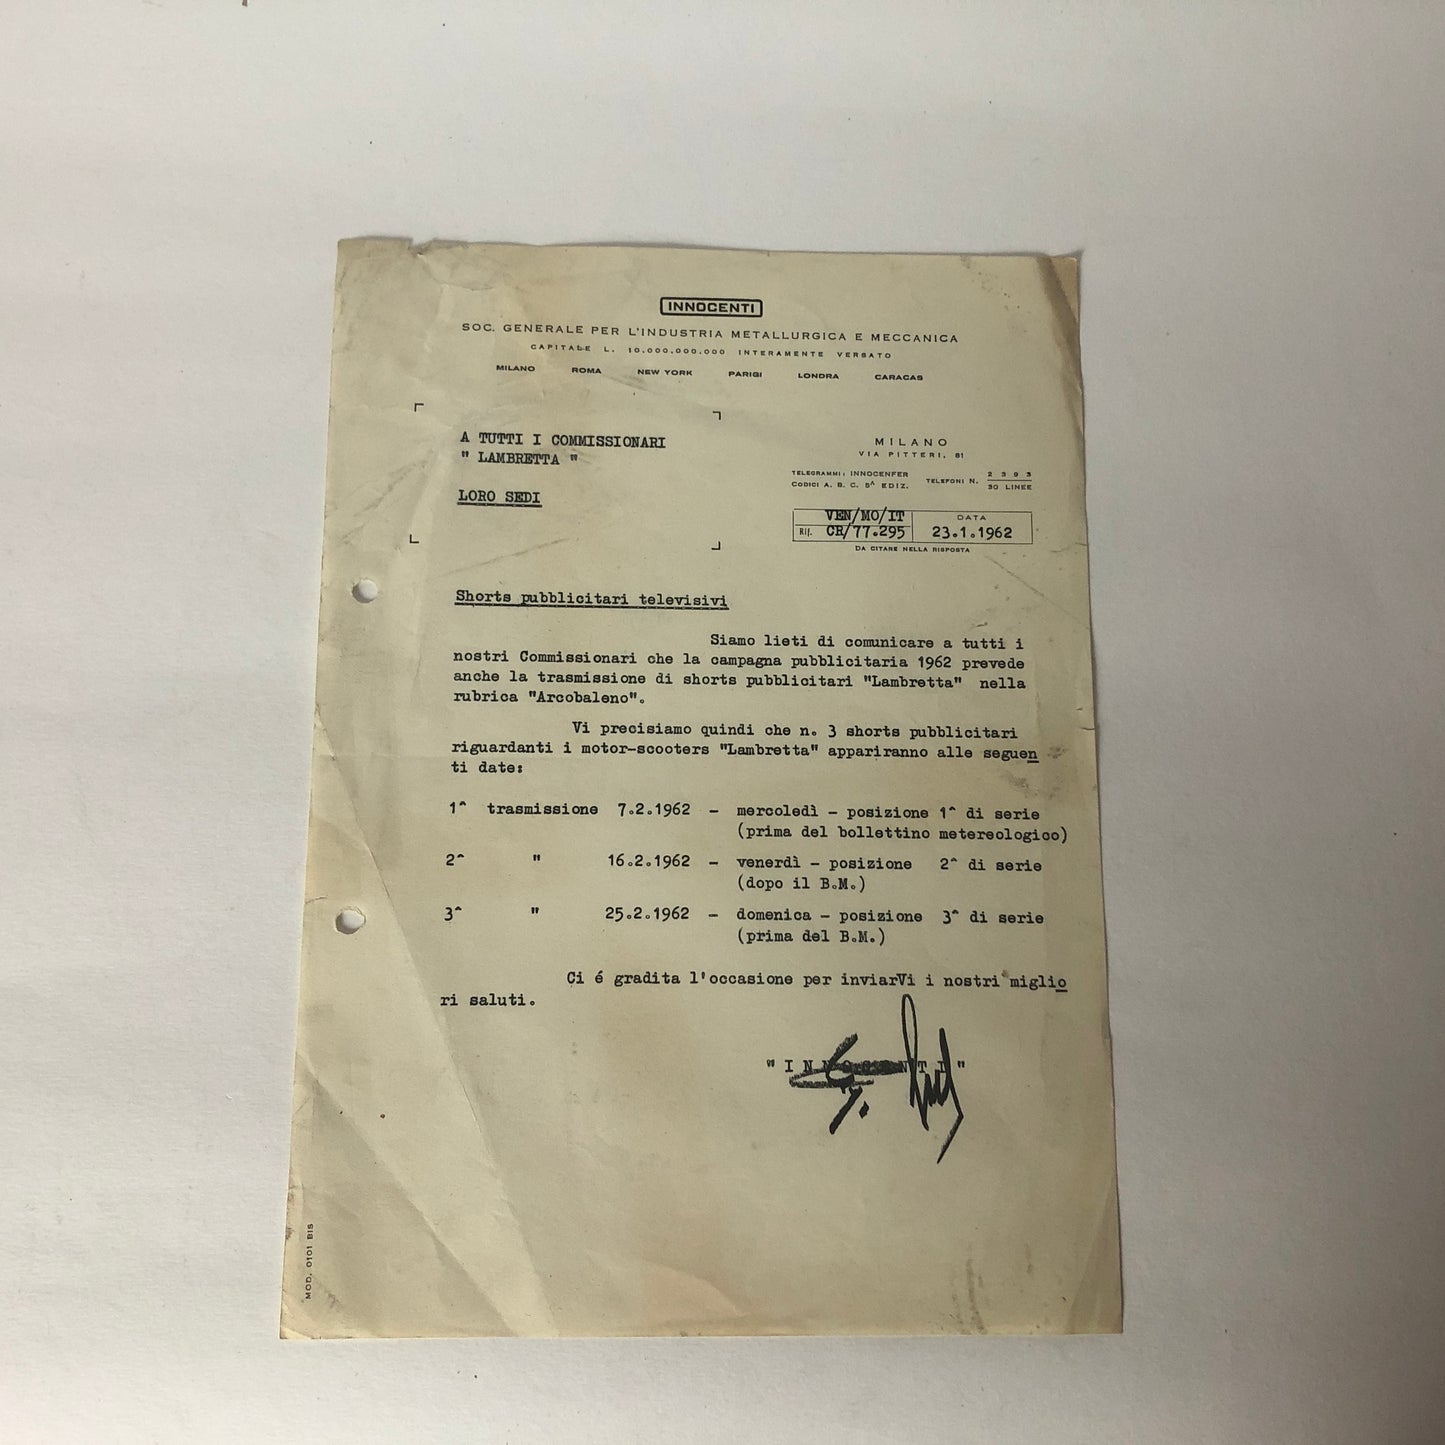 INNOCENTI
SOC. GENERALE PER L'INDUSTRIA METALLURGICA E MECCANICA
CAPITALE L. 10.000.000.000 INTERAMENTE VERSATO
MILANO ROMA NEW YORK PARIGI LONDRA CARACAS
A TUTTI I COMMISSIONARI
" LAMBRETTA "
LORO SEDI
MILANO
VIA PITTERI, 81
TELEGRAMMI: INNOCENFER
CODICI A. B. C. 5ᴬ EDIZ.
TELEFONI N. 2393
30 LINEE
VEN/MO/IT
Rif. CR/77.295
DATA
23.1.1962
DA CITARE NELLA RISPOSTA
Shorts pubblicitari televisivi
Siamo lieti di comunicare a tutti i
nostri Commissionari che la campagna pubblicitaria 1962 prevede
anche la trasmissione di shorts pubblicitari "Lambretta" nella
rubrica "Arcobaleno".
Vi precisiamo quindi che n. 3 shorts pubblicitari
riguardanti i motor-scooters "Lambretta" appariranno alle seguen
ti date:
1^ trasmissione 7.2.1962 - mercoledì - posizione 1^ di serie
(prima del bollettino metereologico)
2^ " 16.2.1962 - venerdì - posizione 2^ di serie
(dopo il B.M.)
3^ " 25.2.1962 - domenica - posizione 3^ di serie
(prima del B.M.)
Ci é gradita l'occasione per inviarVi i nostri miglio
ri saluti.
"INNOCENTI"
MOD. 0101 BIS